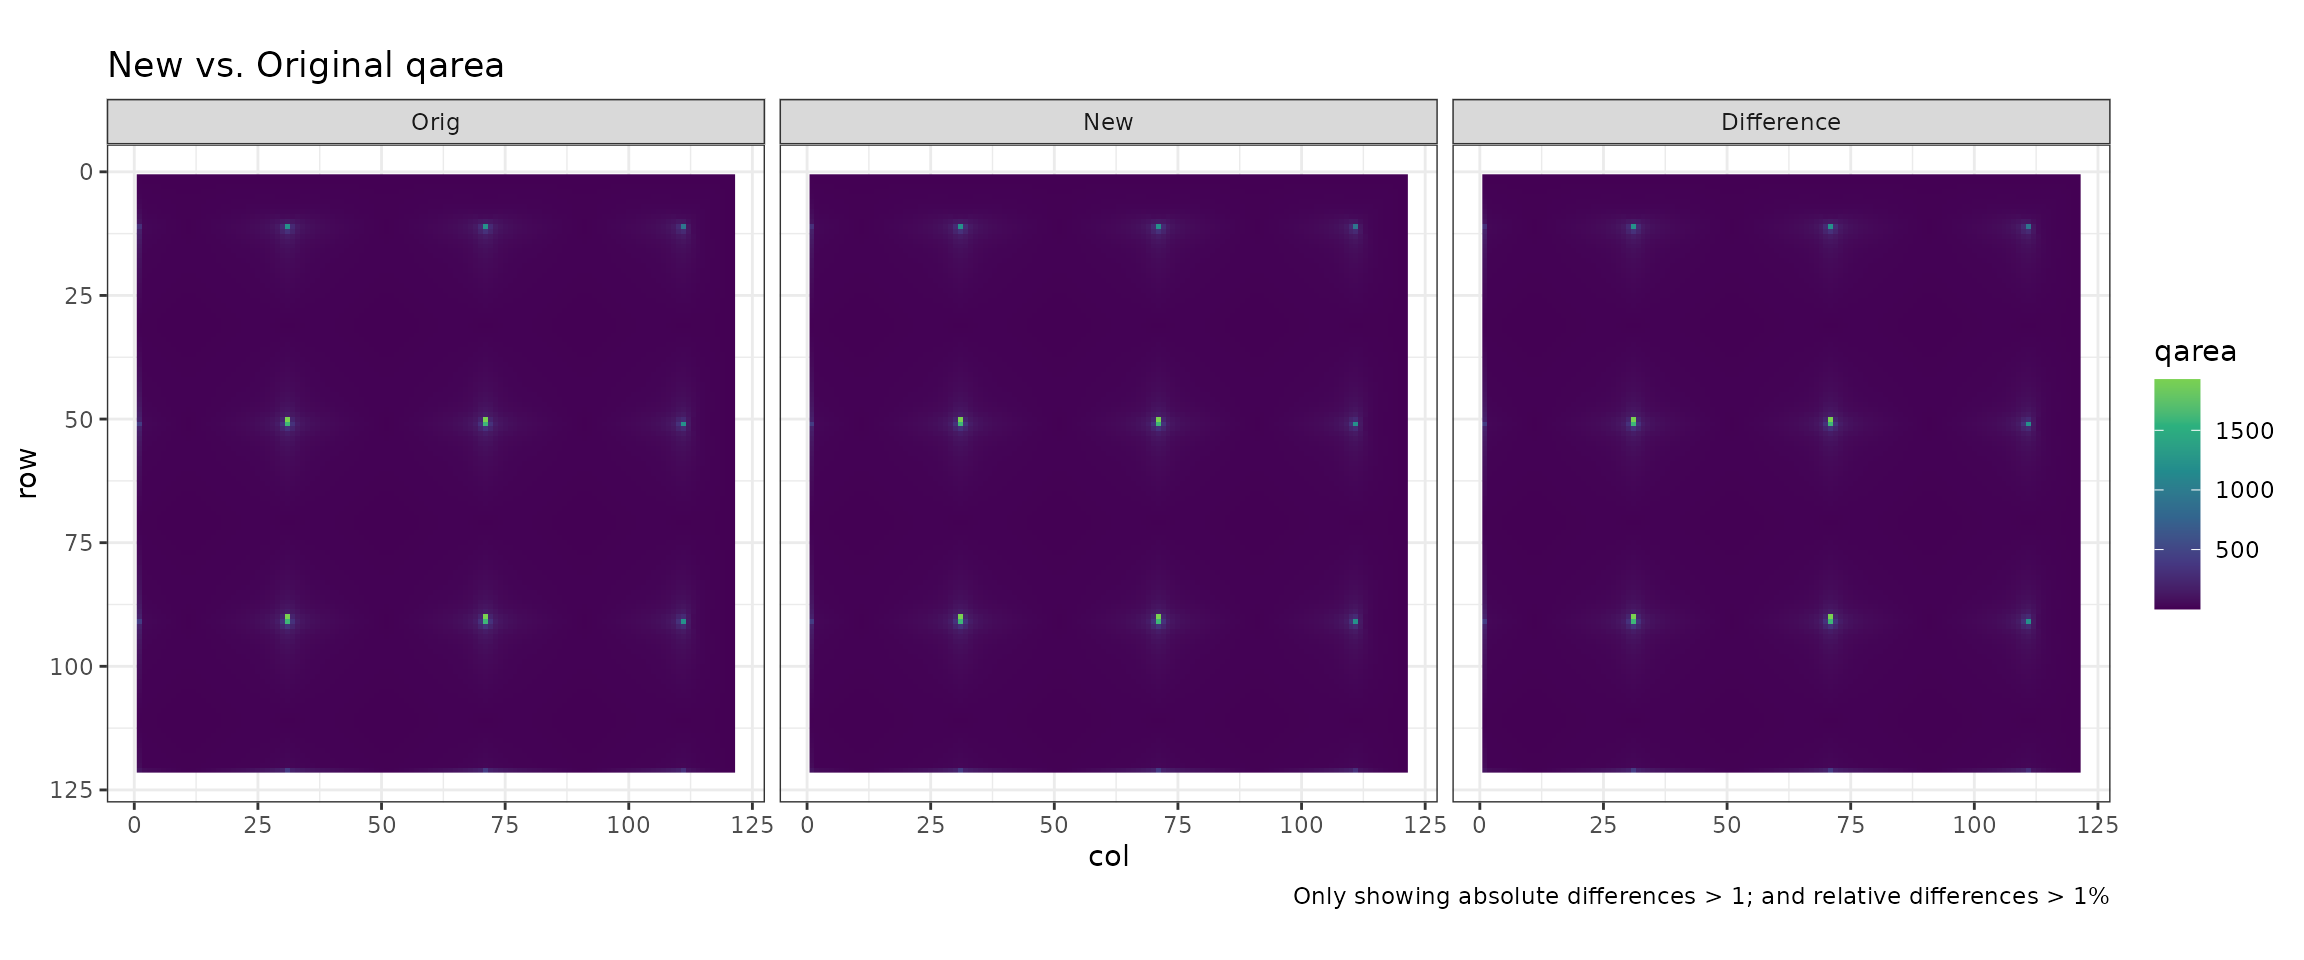 New vs. Original qarea
Orig
New
Difference
0
25
50
75
100
125
row
0 25 50 75 100 125
0 25 50 75 100 125
0 25 50 75 100 125
col
qarea
1500
1000
500
Only showing absolute differences > 1; and relative differences > 1%